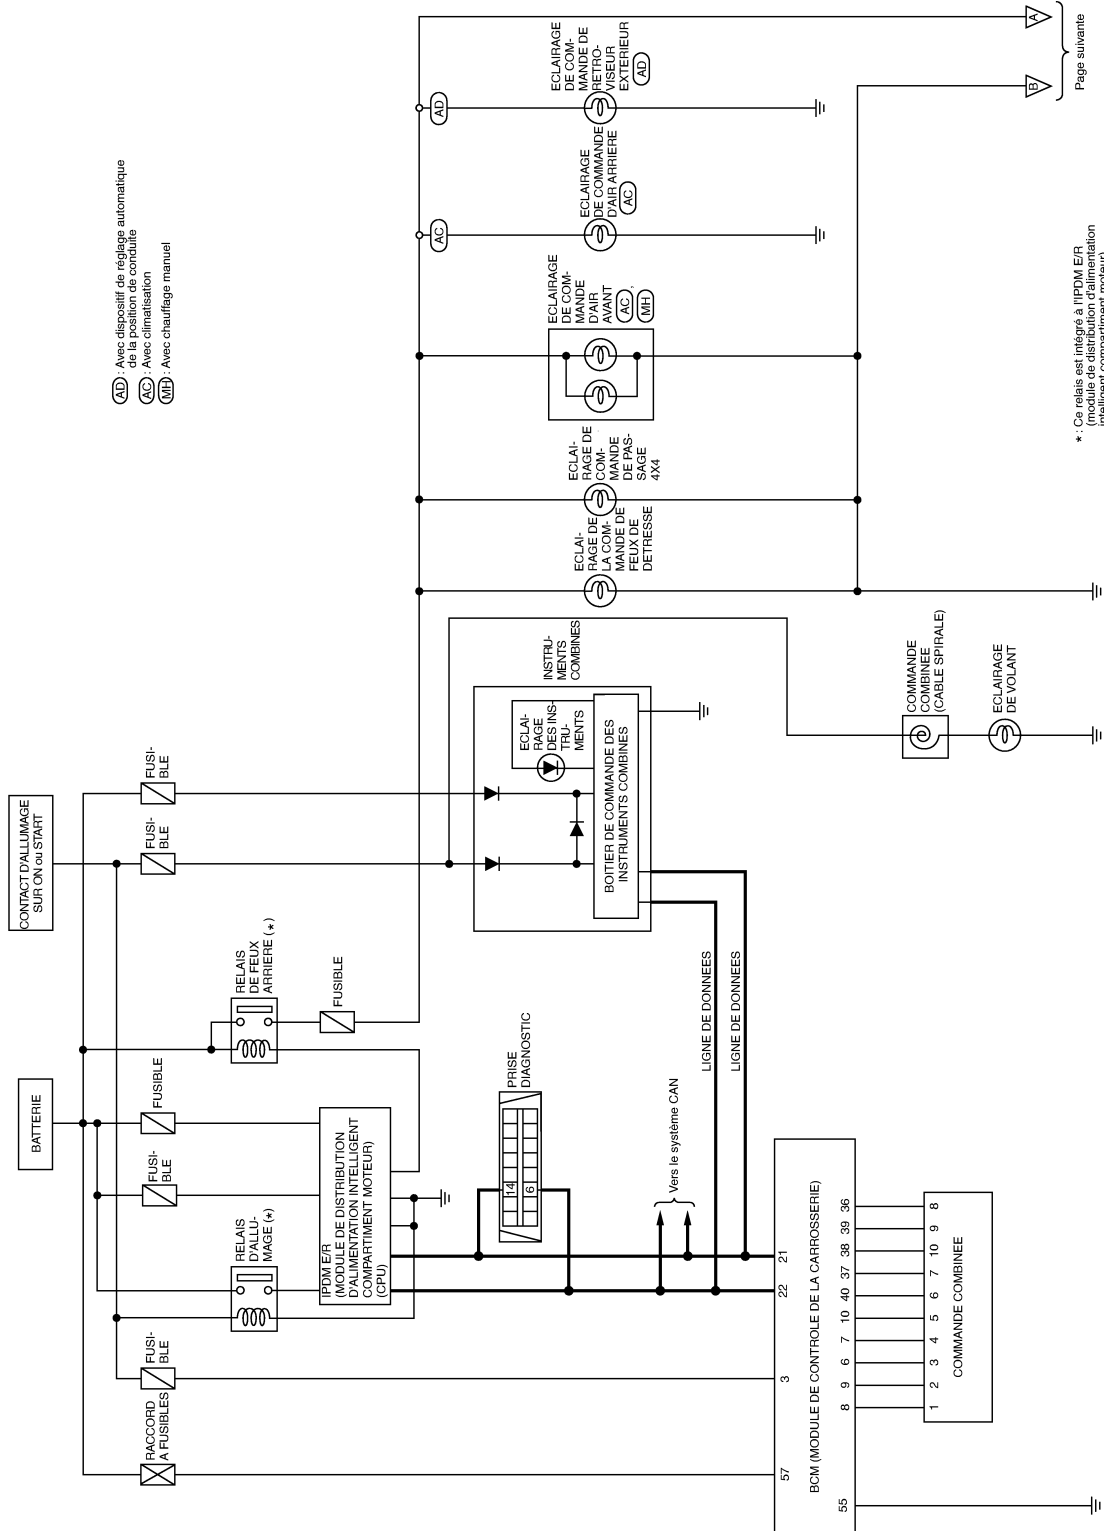 BATTERIE
CONTACT D'ALLUMAGE
SUR ON ou START
AD : Avec dispositif de réglage automatique
de la position de conduite
AC : Avec climatisation
MH : Avec chauffage manuel
RACCORD
A FUSIBLES
FUSI-
BLE
RELAIS
D'ALLU-
MAGE (*)
FUSI-
BLE
FUSIBLE
RELAIS
DE FEUX
ARRIERE (*)
FUSIBLE
FUSI-
BLE
FUSI-
BLE
IPDM E/R
(MODULE DE DISTRIBUTION
D'ALIMENTATION INTELLIGENT
COMPARTIMENT MOTEUR)
(CPU)
PRISE
DIAGNOSTIC
14
6
INSTRU-
MENTS
COMBINES
ECLAI-
RAGE
DES INS-
TRU-
MENTS
BOITIER DE COMMANDE DES
INSTRUMENTS COMBINES
ECLAI-
RAGE DE
LA COM-
MANDE DE
FEUX DE
DETRESSE
ECLAI-
RAGE DE
COM-
MANDE
DE PAS-
SAGE
4X4
ECLAIRAGE
DE COM-
MANDE
D'AIR
AVANT
AC ,
MH
AC
ECLAIRAGE
DE COMMANDE
D'AIR ARRIERE
AC
AD
ECLAIRAGE
DE COM-
MANDE DE
RETRO-
VISEUR
EXTERIEUR
AD
Vers le système CAN
LIGNE DE DONNEES
LIGNE DE DONNEES
57
3
22
21
BCM (MODULE DE CONTROLE DE LA CARROSSERIE)
55
8 9 6 7 10 40 37 38 39 36
1 2 3 4 5 6 7 10 9 8
COMMANDE COMBINEE
COMMANDE
COMBINEE
(CABLE SPIRALE)
ECLAIRAGE
DE VOLANT
A
B
Page suivante
* : Ce relais est intégré à l'IPDM E/R
(module de distribution d'alimentation
intelligent compartiment moteur)